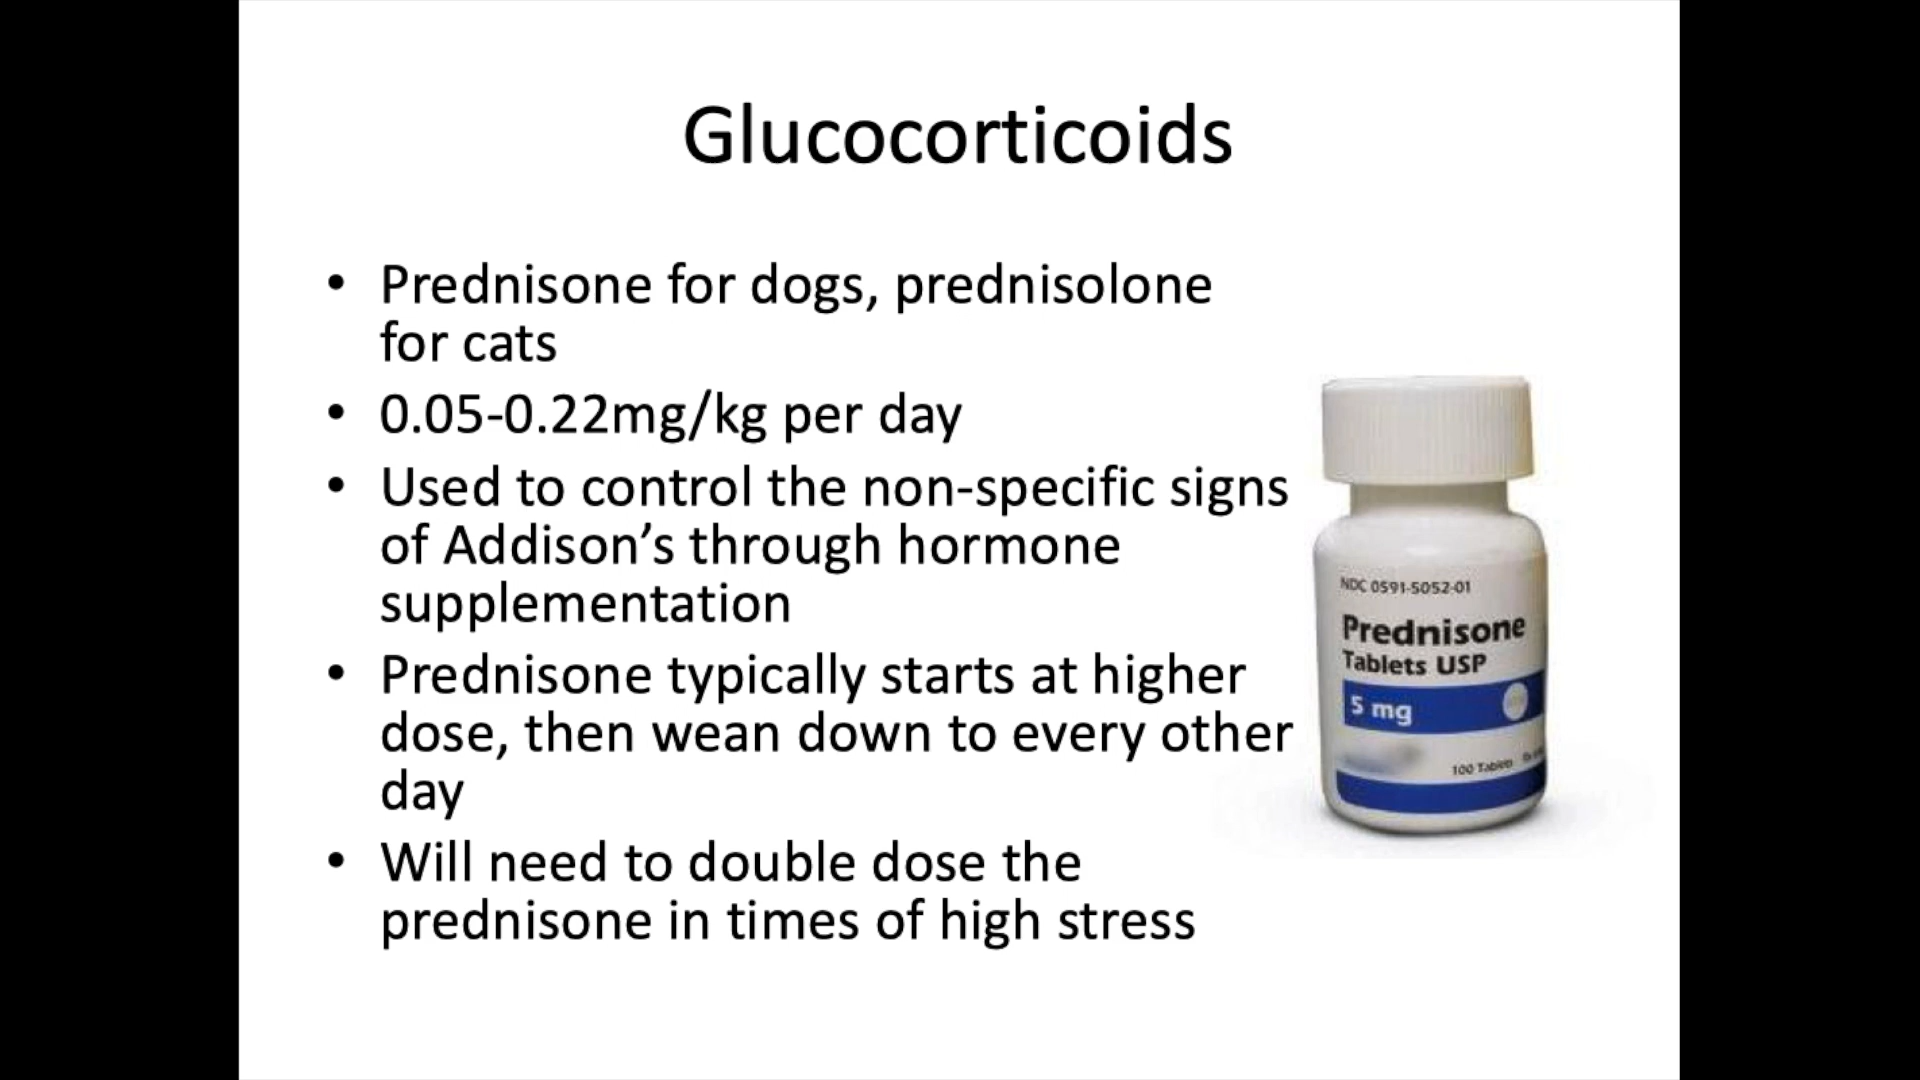 Glucocorticoids
• Prednisone for dogs, prednisolone
for cats
• 0.05-0.22mg/kg per day
• Used to control the non-specific signs
of Addison’s through hormone
supplementation
• Prednisone typically starts at higher
dose, then wean down to every other
day
• Will need to double dose the
prednisone in times of high stress
NDC 0591-5052-01
Prednisone
Tablets USP
5 mg
100 Tablets